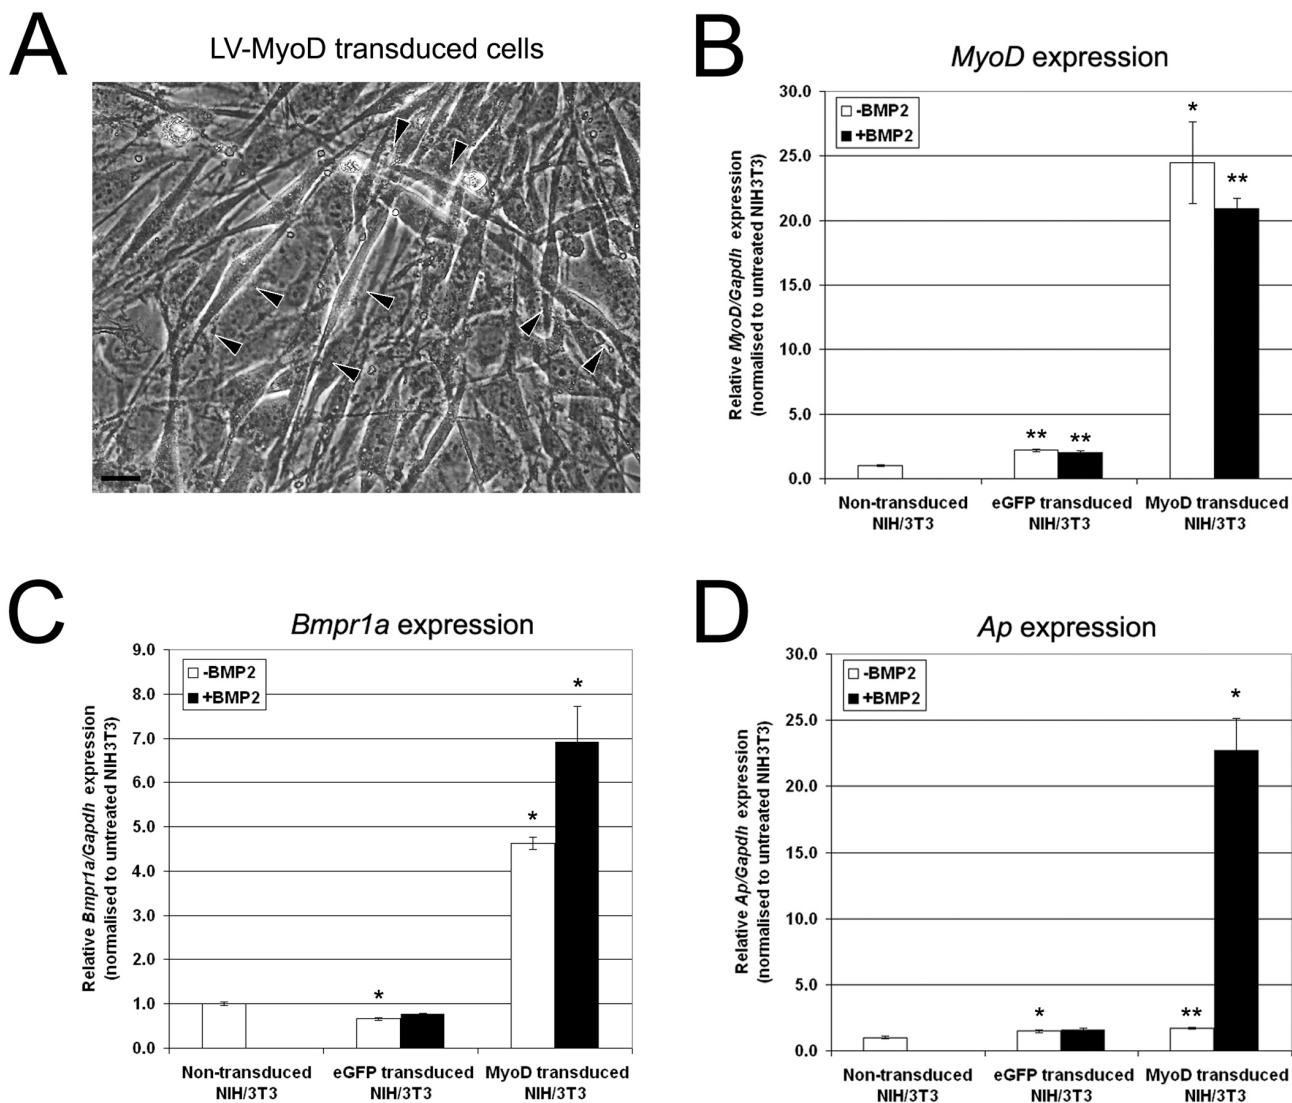 A
LV-MyoD transduced cells
B
MyoD expression
30.0
25.0
20.0
15.0
10.0
5.0
0.0
Relative MyoD/Gapdh expression
(normalised to untreated NIH3T3)
-BMP2
+BMP2
*
**
**
**
Non-transduced
NIH/3T3
eGFP transduced
NIH/3T3
MyoD transduced
NIH/3T3
C
Bmpr1a expression
9.0
8.0
7.0
6.0
5.0
4.0
3.0
2.0
1.0
0.0
Relative Bmpr1a/Gapdh expression
(normalised to untreated NIH3T3)
-BMP2
+BMP2
*
*
*
Non-transduced
NIH/3T3
eGFP transduced
NIH/3T3
MyoD transduced
NIH/3T3
D
Ap expression
30.0
25.0
20.0
15.0
10.0
5.0
0.0
Relative Ap/Gapdh expression
(normalised to untreated NIH3T3)
-BMP2
+BMP2
*
*
**
Non-transduced
NIH/3T3
eGFP transduced
NIH/3T3
MyoD transduced
NIH/3T3